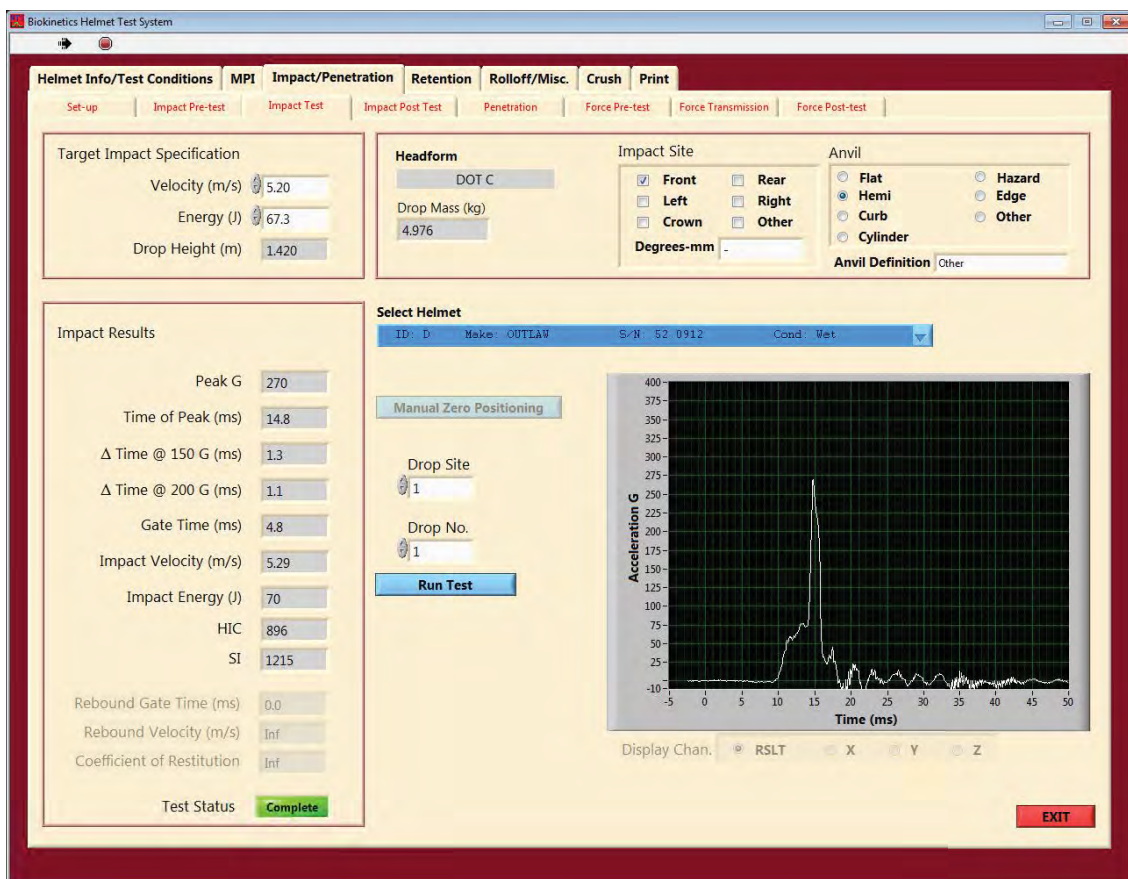 Biokinetics Helmet Test System
Helmet Info/Test Conditions MPI Impact/Penetration Retention Rolloff/Misc. Crush Print
Set-up Impact Pre-test Impact Test Impact Post Test Penetration Force Pre-test Force Transmission Force Post-test
Target Impact Specification
Velocity (m/s) 5.20
Energy (J) 67.3
Drop Height (m) 1.420
Headform
DOT C
Drop Mass (kg)
4.976
Impact Site
Front Rear
Left Right
Crown Other
Degrees-mm -
Anvil
Flat Hazard
Hemi Edge
Curb Other
Cylinder
Anvil Definition Other
Impact Results
Peak G 270
Time of Peak (ms) 14.8
Δ Time @ 150 G (ms) 1.3
Δ Time @ 200 G (ms) 1.1
Gate Time (ms) 4.8
Impact Velocity (m/s) 5.29
Impact Energy (J) 70
HIC 896
SI 1215
Rebound Gate Time (ms) 0.0
Rebound Velocity (m/s) Inf
Coefficient of Restitution Inf
Test Status Complete
Select Helmet
ID: D Make: OUTLAW S/N 52 0912 Cond: Wet
Manual Zero Positioning
Drop Site
1
Drop No.
1
Run Test
Acceleration G
400
375
350
325
300
275
250
225
200
175
150
125
100
75
50
25
-10
-5 0 5 10 15 20 25 30 35 40 45 50
Time (ms)
Display Chan. RSLT X Y Z
EXIT